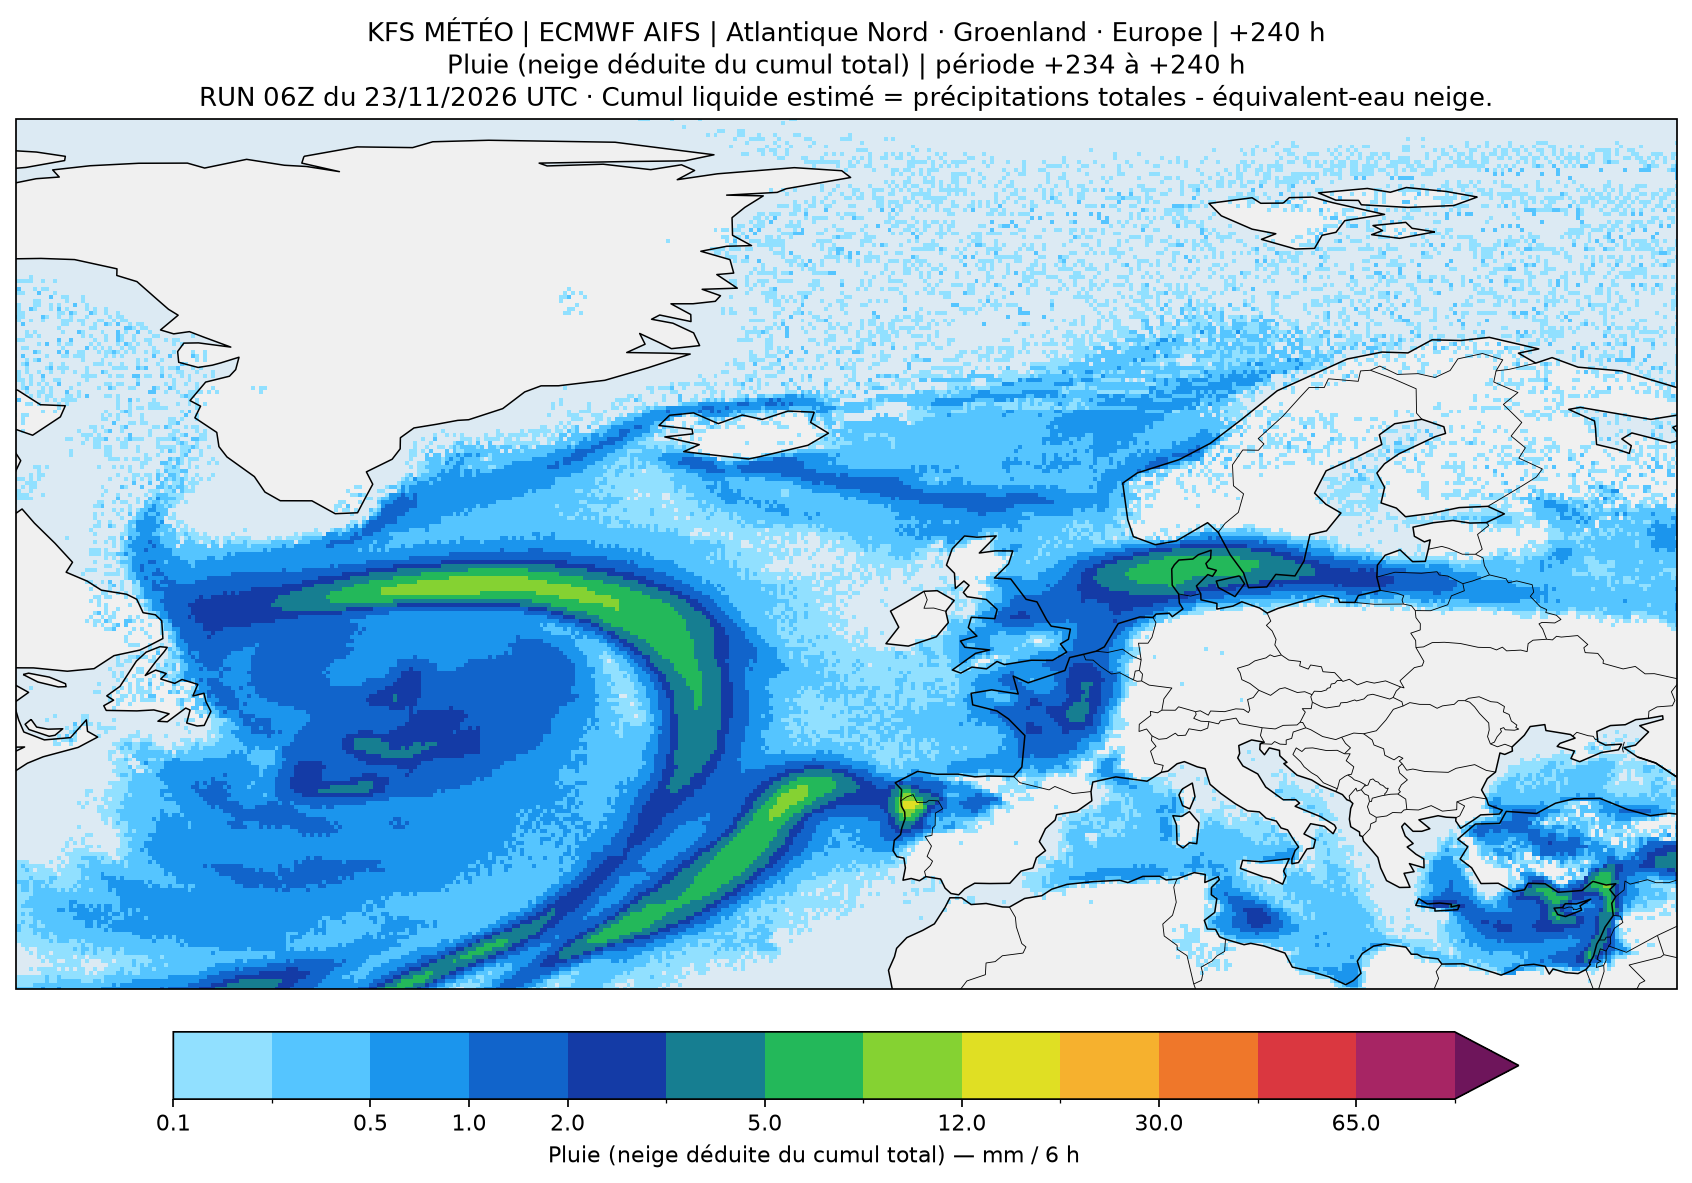 KFS MÉTÉO | ECMWF AIFS | Atlantique Nord · Groenland · Europe | +240 h
Pluie (neige déduite du cumul total) | période +234 à +240 h
RUN 06Z du 23/11/2026 UTC · Cumul liquide estimé = précipitations totales - équivalent-eau neige.
0.1 0.5 1.0 2.0 5.0 12.0 30.0 65.0
Pluie (neige déduite du cumul total) — mm / 6 h